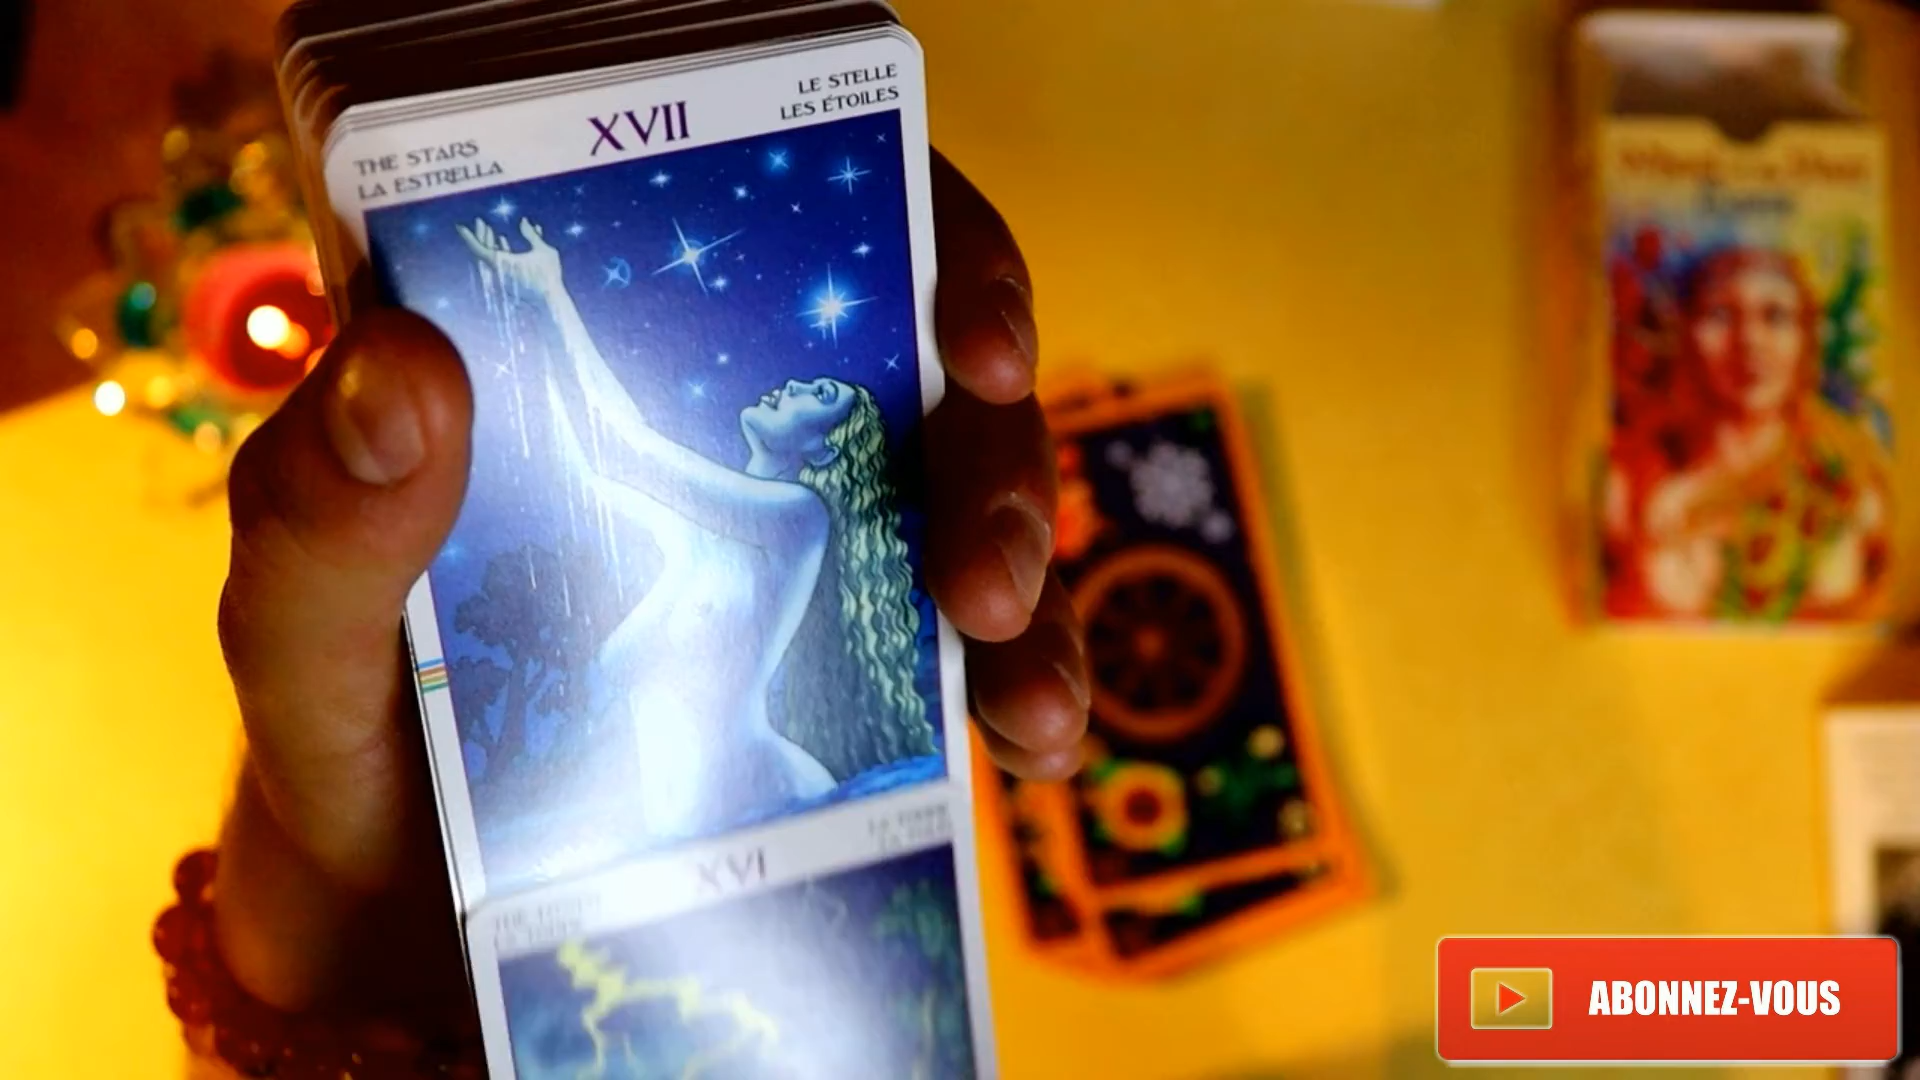 THE STARS
LA ESTRELLA
XVII
LE STELLE
LES ÉTOILES
XVI
ABONNEZ-VOUS